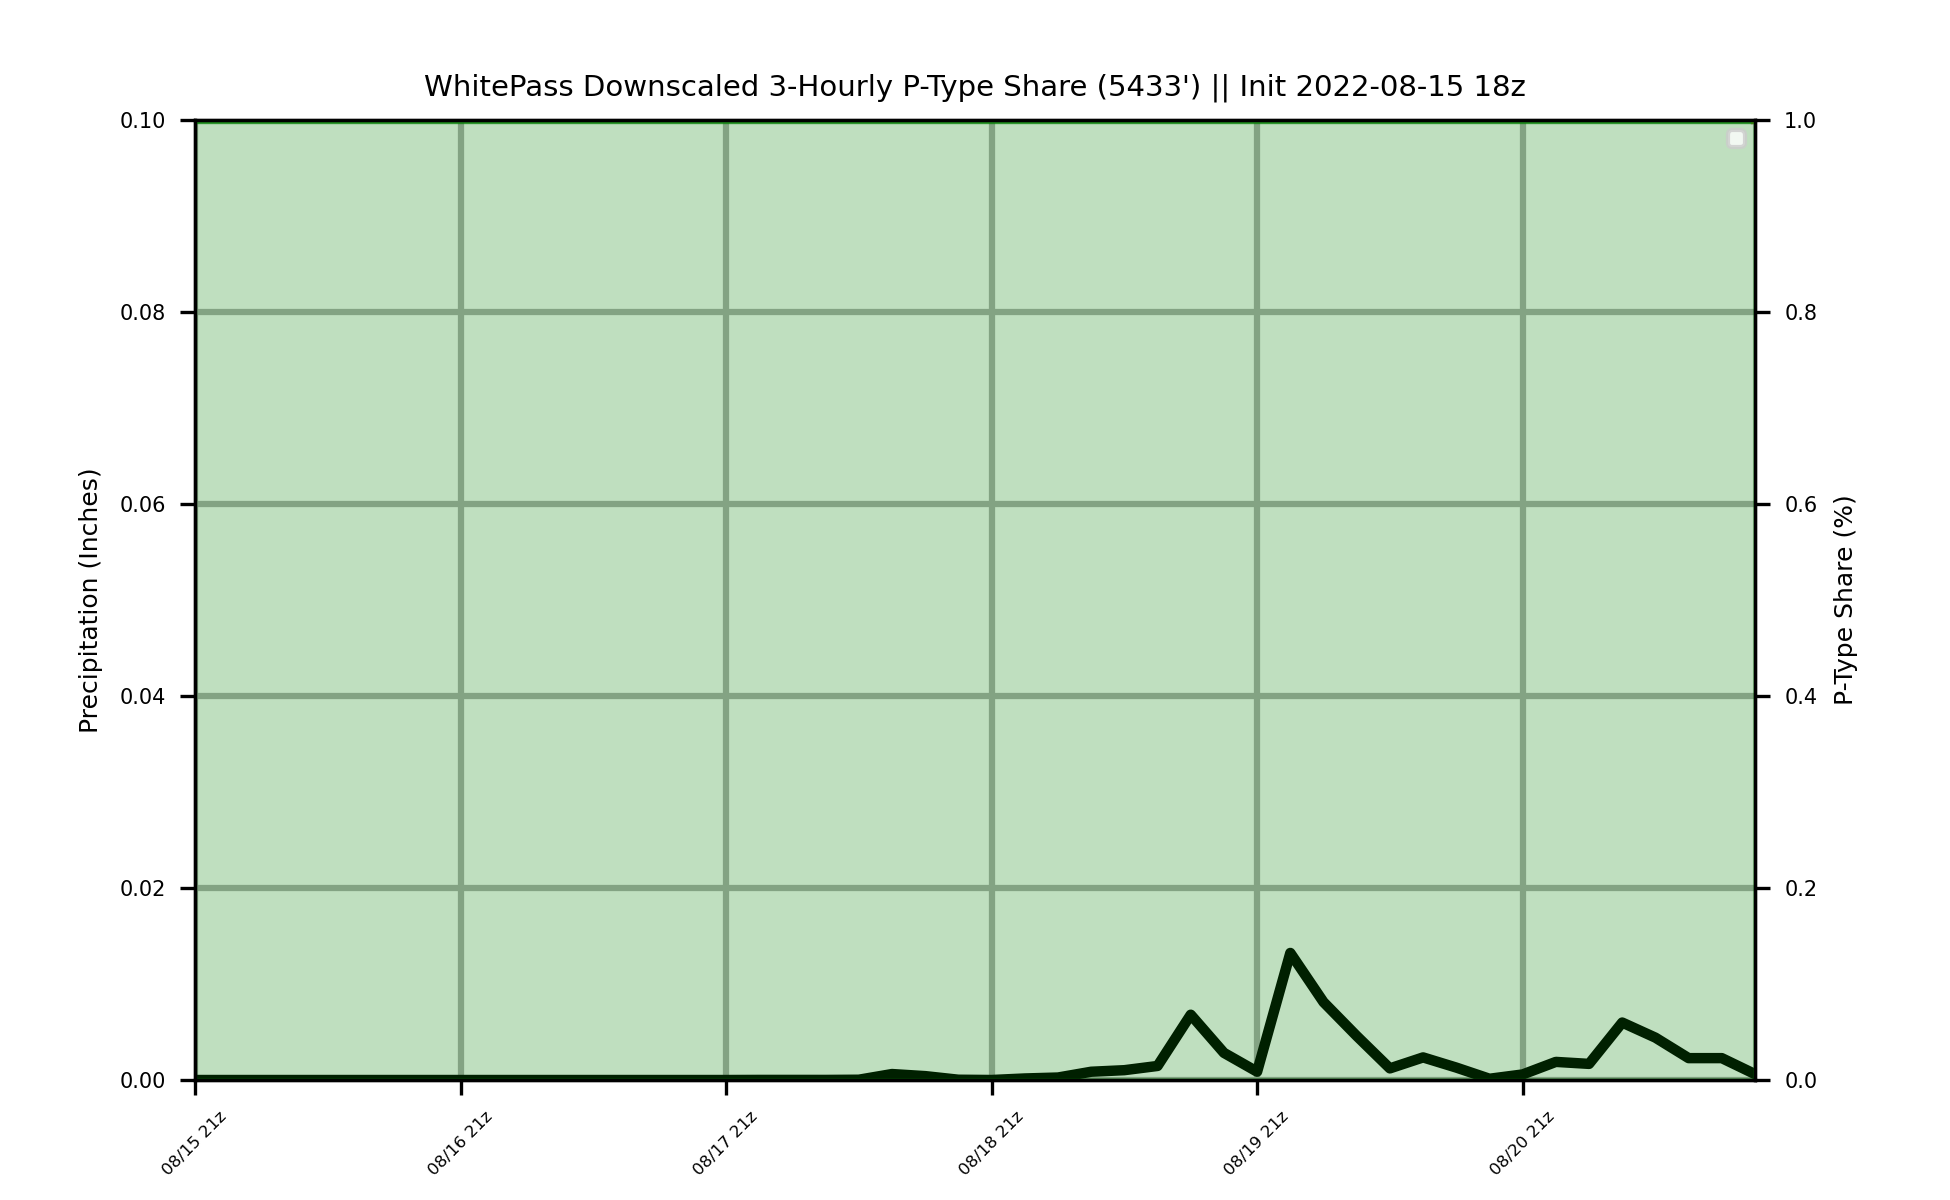 WhitePass Downscaled 3-Hourly P-Type Share (5433') || Init 2022-08-15 18z
0.10
0.08
0.06
0.04
0.02
0.00
Precipitation (Inches)
1.0
0.8
0.6
0.4
0.2
0.0
P-Type Share (%)
08/15 21z
08/16 21z
08/17 21z
08/18 21z
08/19 21z
08/20 21z